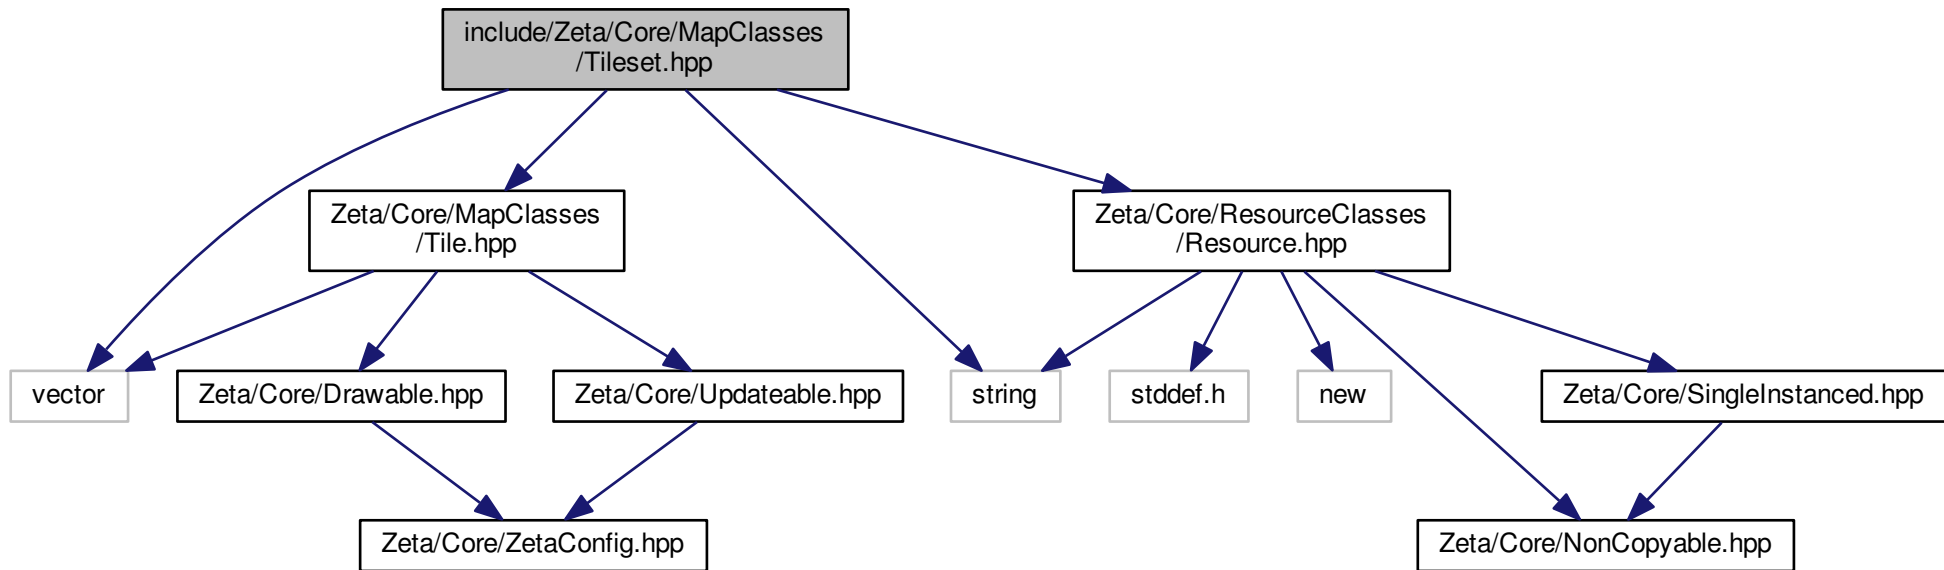 include/Zeta/Core/MapClasses
/Tileset.hpp
Zeta/Core/MapClasses
/Tile.hpp
Zeta/Core/ResourceClasses
/Resource.hpp
vector
Zeta/Core/Drawable.hpp
Zeta/Core/Updateable.hpp
string
stddef.h
new
Zeta/Core/SingleInstanced.hpp
Zeta/Core/ZetaConfig.hpp
Zeta/Core/NonCopyable.hpp